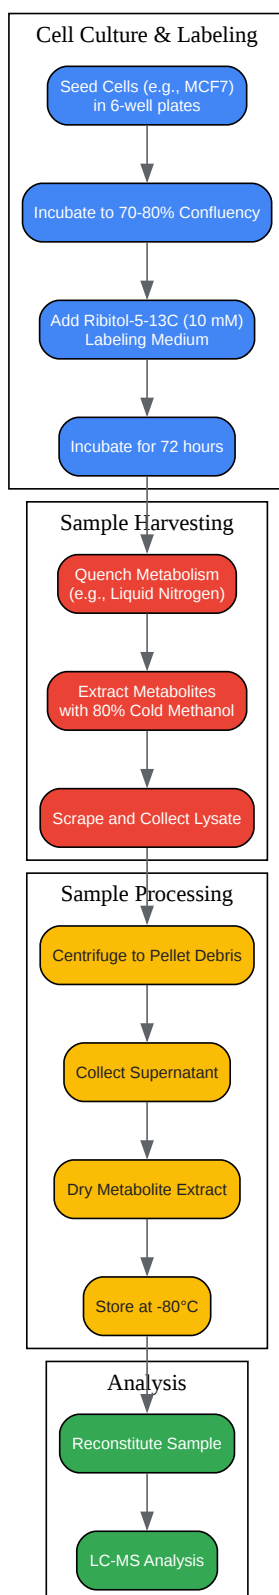 Cell Culture & Labeling
Seed Cells (e.g., MCF7)
in 6-well plates
Incubate to 70-80% Confluency
Add Ribitol-5-13C (10 mM)
Labeling Medium
Incubate for 72 hours
Sample Harvesting
Quench Metabolism
(e.g., Liquid Nitrogen)
Extract Metabolites
with 80% Cold Methanol
Scrape and Collect Lysate
Sample Processing
Centrifuge to Pellet Debris
Collect Supernatant
Dry Metabolite Extract
Store at -80°C
Analysis
Reconstitute Sample
LC-MS Analysis